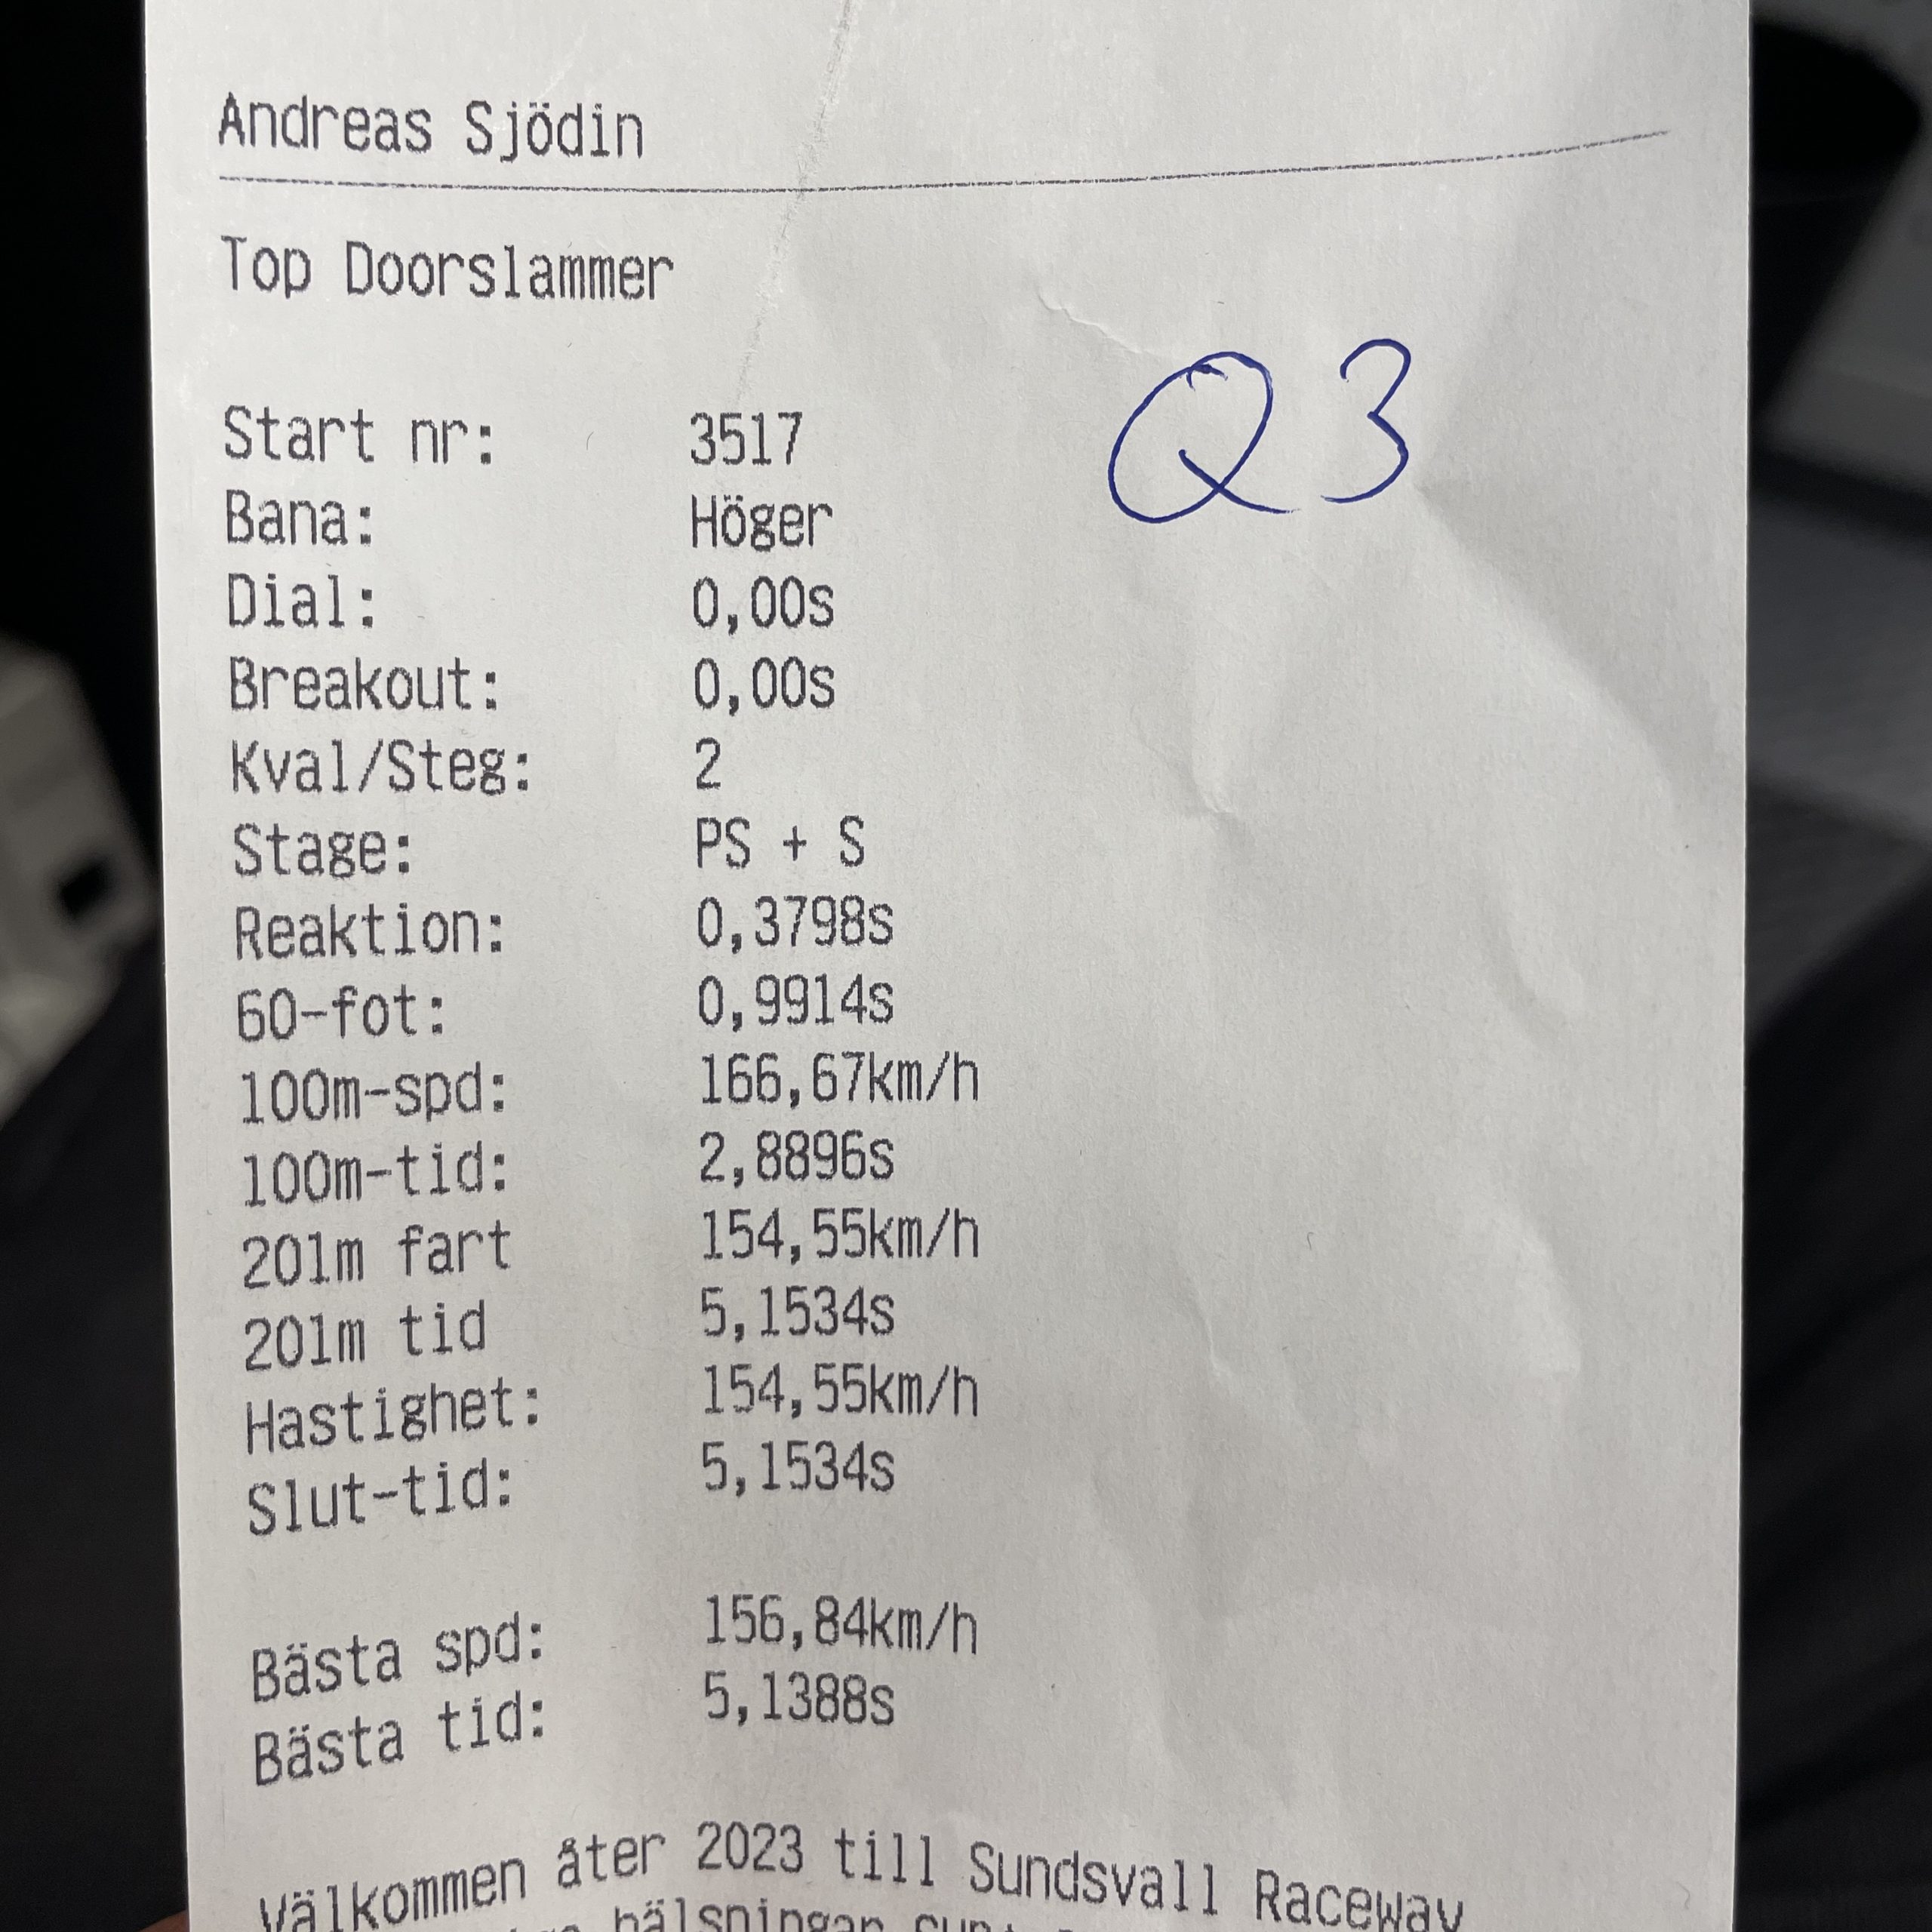 Andreas Sjödin
Top Doorslammer
Q3
Start nr: 3517
Bana: Höger
Dial: 0,00s
Breakout: 0,00s
Kval/Steg: 2
Stage: PS + S
Reaktion: 0,3798s
60-fot: 0,9914s
100m-spd: 166,67km/h
100m-tid: 2,8896s
201m fart 154,55km/h
201m tid 5,1534s
Hastighet: 154,55km/h
Slut-tid: 5,1534s
Bästa spd: 156,84km/h
Bästa tid: 5,1388s
Välkommen åter 2023 till Sundsvall Raceway
hälsningar